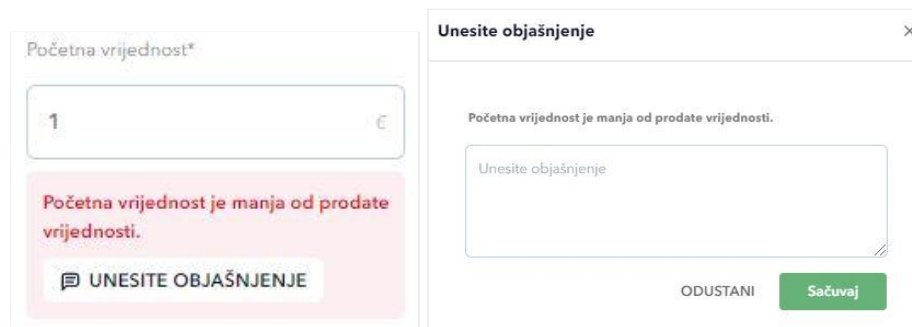 Početna vrijednost*
1 €
Početna vrijednost je manja od prodate
vrijednosti.
UNESITE OBJAŠNJENJE
Unesite objašnjenje
Početna vrijednost je manja od prodate vrijednosti.
Unesite objašnjenje
ODUSTANI Sačuvaj